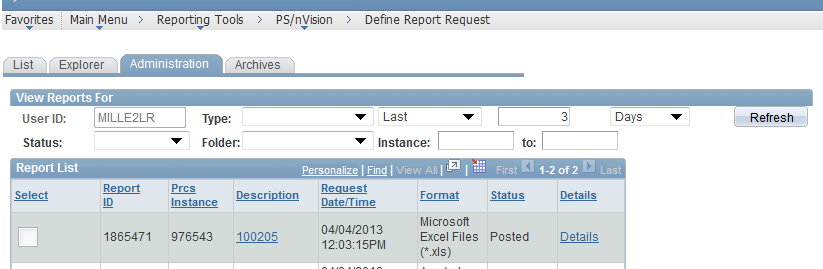 Favorites Main Menu > Reporting Tools > PS/nVision > Define Report Request
List Explorer Administration Archives
View Reports For
User ID: MILLE2LR Type: Last 3 Days Refresh
Status: Folder: Instance: to:
Report List Personalize | Find | View All | | First 1-2 of 2 Last
Select Report ID Prcs Instance Description Request Date/Time Format Status Details
1865471 976543 100205 04/04/2013 12:03:15PM Microsoft Excel Files (*.xls) Posted Details